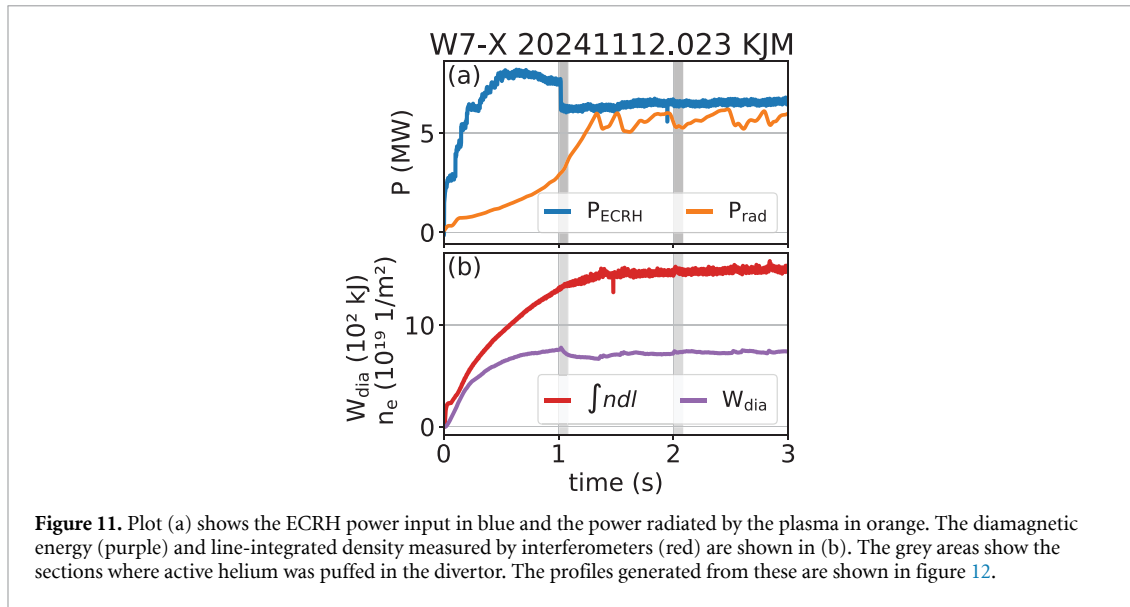 W7-X 20241112.023 KJM
(a)
P (MW)
5
0
P_ECRH
P_rad
(b)
W_dia (10² kJ)
n_e (10¹⁹ 1/m²)
10
0
∫ndl
W_dia
0 1 2 3
time (s)
Figure 11. Plot (a) shows the ECRH power input in blue and the power radiated by the plasma in orange. The diamagnetic
energy (purple) and line-integrated density measured by interferometers (red) are shown in (b). The grey areas show the
sections where active helium was puffed in the divertor. The profiles generated from these are shown in figure 12.